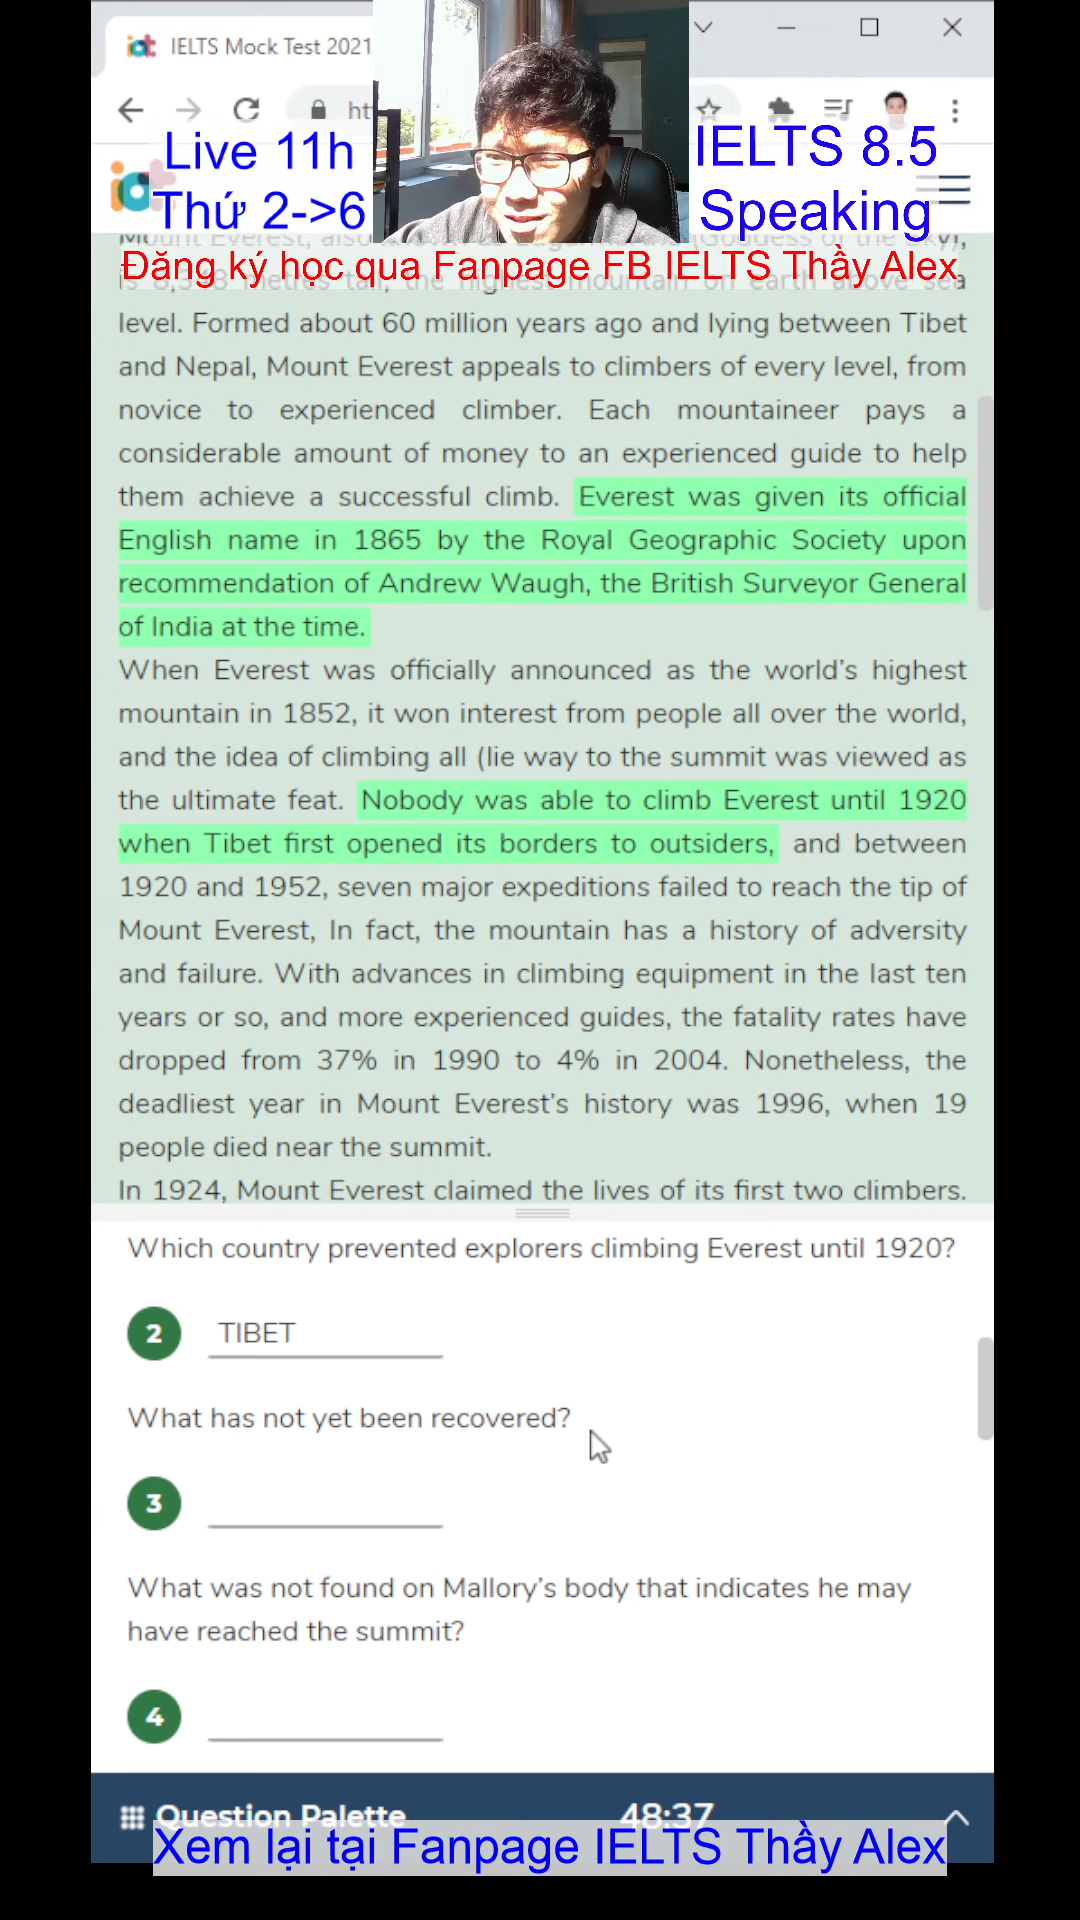 IELTS Mock Test 2021
Live 11h
Thứ 2->6
IELTS 8.5
Speaking
Đăng ký học qua Fanpage FB IELTS Thầy Alex
level. Formed about 60 million years ago and lying between Tibet
and Nepal, Mount Everest appeals to climbers of every level, from
novice to experienced climber. Each mountaineer pays a
considerable amount of money to an experienced guide to help
them achieve a successful climb. Everest was given its official
English name in 1865 by the Royal Geographic Society upon
recommendation of Andrew Waugh, the British Surveyor General
of India at the time.
When Everest was officially announced as the world's highest
mountain in 1852, it won interest from people all over the world,
and the idea of climbing all (lie way to the summit was viewed as
the ultimate feat. Nobody was able to climb Everest until 1920
when Tibet first opened its borders to outsiders, and between
1920 and 1952, seven major expeditions failed to reach the tip of
Mount Everest, In fact, the mountain has a history of adversity
and failure. With advances in climbing equipment in the last ten
years or so, and more experienced guides, the fatality rates have
dropped from 37% in 1990 to 4% in 2004. Nonetheless, the
deadliest year in Mount Everest's history was 1996, when 19
people died near the summit.
In 1924, Mount Everest claimed the lives of its first two climbers.
Which country prevented explorers climbing Everest until 1920?
2 TIBET
What has not yet been recovered?
3
What was not found on Mallory's body that indicates he may
have reached the summit?
4
Question Palette 48:37
Xem lại tại Fanpage IELTS Thầy Alex